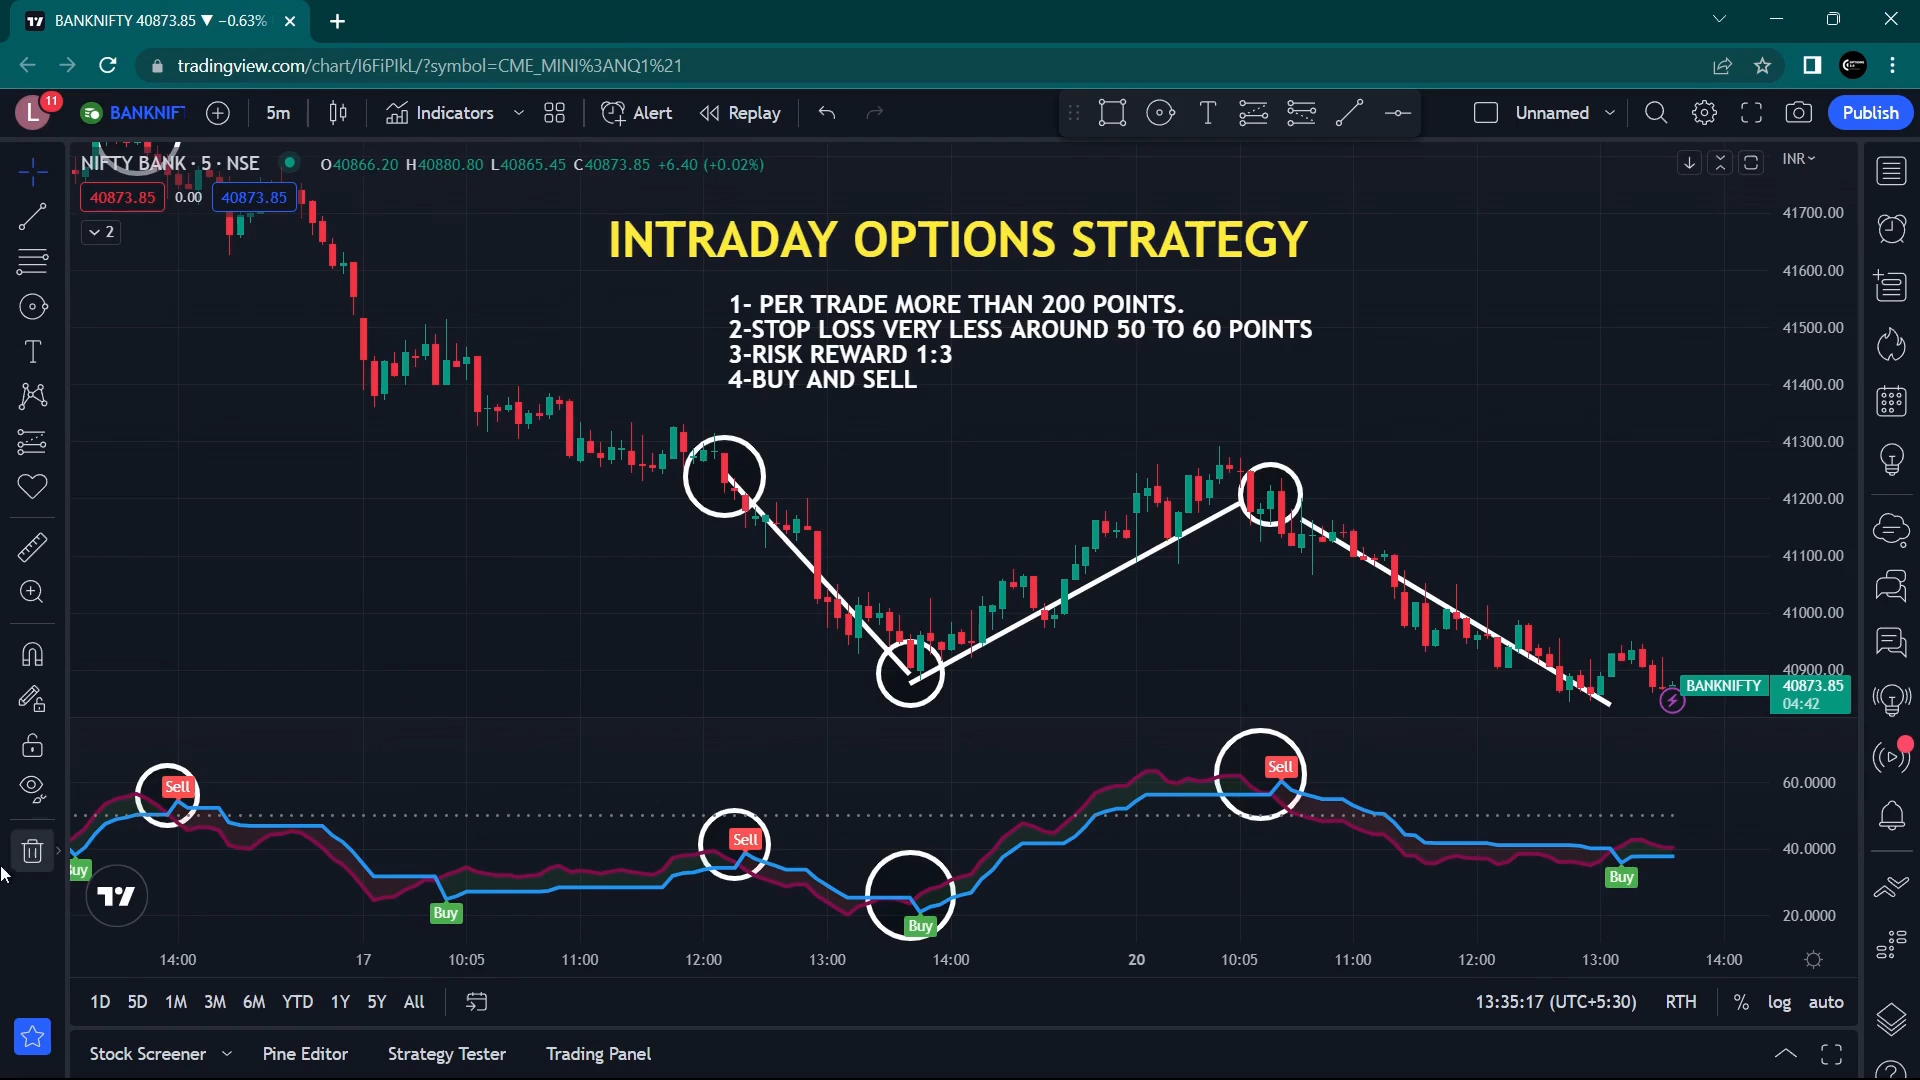 BANKNIFTY 40873.85 ▼ −0.63%
tradingview.com/chart/I6FiPIkL/?symbol=CME_MINI%3ANQ1%21
L 11 BANKNIFT 5m Indicators Alert Replay Unnamed Publish
NIFTY BANK · 5 · NSE O40866.20 H40880.80 L40865.45 C40873.85 +6.40 (+0.02%) INR
40873.85 0.00 40873.85
2
INTRADAY OPTIONS STRATEGY
1- PER TRADE MORE THAN 200 POINTS.
2-STOP LOSS VERY LESS AROUND 50 TO 60 POINTS
3-RISK REWARD 1:3
4-BUY AND SELL
41700.00
41600.00
41500.00
41400.00
41300.00
41200.00
41100.00
41000.00
40900.00
BANKNIFTY 40873.85
04:42
Sell
Sell
Sell
Buy
Buy
Buy
60.0000
40.0000
20.0000
14:00 17 10:05 11:00 12:00 13:00 14:00 20 10:05 11:00 12:00 13:00 14:00
1D 5D 1M 3M 6M YTD 1Y 5Y All 13:35:17 (UTC+5:30) RTH % log auto
Stock Screener Pine Editor Strategy Tester Trading Panel